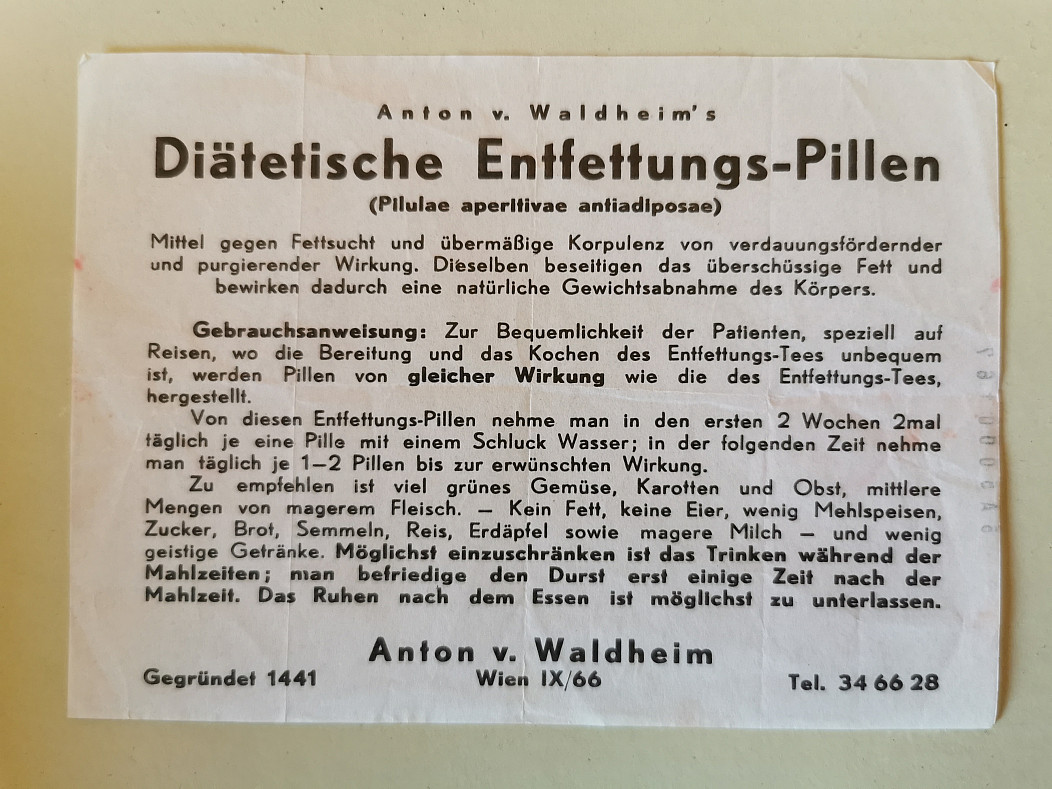 Anton v. Waldheim's
Diätetische Entfettungs-Pillen
(Pilulae aperitivae antiadiposae)
Mittel gegen Fettsucht und übermäßige Korpulenz von verdauungsfördernder
und purgierender Wirkung. Dieselben beseitigen das überschüssige Fett und
bewirken dadurch eine natürliche Gewichtsabnahme des Körpers.
Gebrauchsanweisung: Zur Bequemlichkeit der Patienten, speziell auf
Reisen, wo die Bereitung und das Kochen des Entfettungs-Tees unbequem
ist, werden Pillen von gleicher Wirkung wie die des Entfettungs-Tees,
hergestellt.
Von diesen Entfettungs-Pillen nehme man in den ersten 2 Wochen 2mal
täglich je eine Pille mit einem Schluck Wasser; in der folgenden Zeit nehme
man täglich je 1–2 Pillen bis zur erwünschten Wirkung.
Zu empfehlen ist viel grünes Gemüse, Karotten und Obst, mittlere
Mengen von magerem Fleisch. – Kein Fett, keine Eier, wenig Mehlspeisen,
Zucker, Brot, Semmeln, Reis, Erdäpfel sowie magere Milch – und wenig
geistige Getränke. Möglichst einzuschränken ist das Trinken während der
Mahlzeiten; man befriedige den Durst erst einige Zeit nach der
Mahlzeit. Das Ruhen nach dem Essen ist möglichst zu unterlassen.
Anton v. Waldheim
Gegründet 1441 Wien IX/66 Tel. 34 66 28